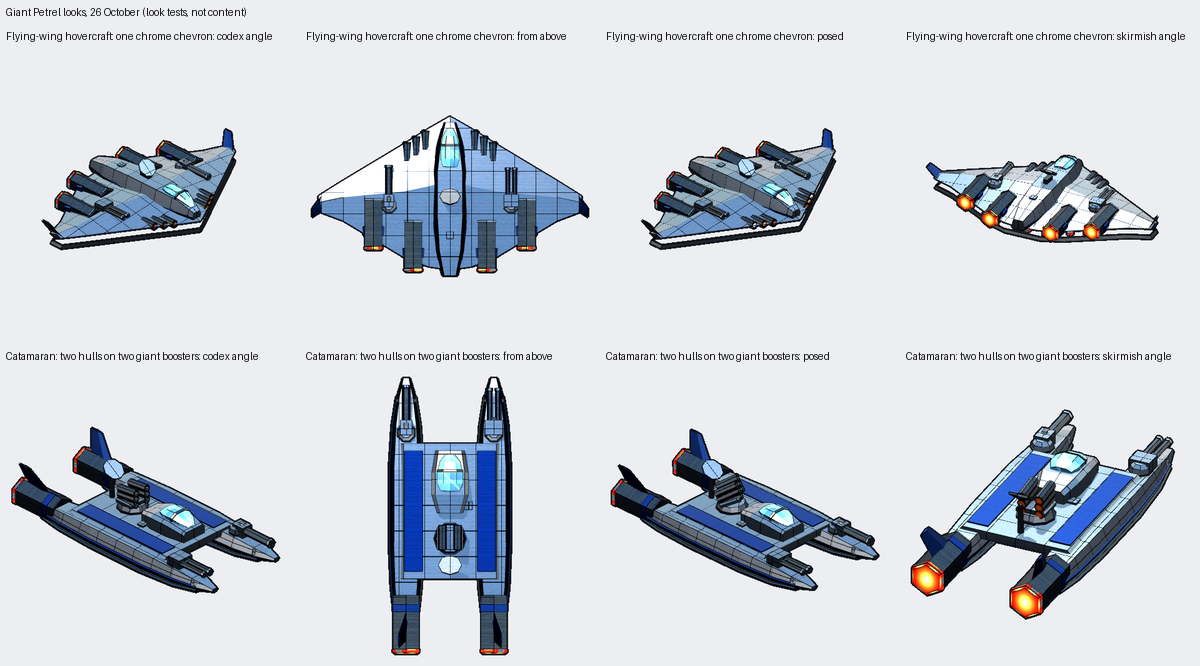 Giant Petrel looks, 26 October (look tests, not content)
Flying-wing hovercraft: one chrome chevron: codex angle
Flying-wing hovercraft: one chrome chevron: from above
Flying-wing hovercraft: one chrome chevron: posed
Flying-wing hovercraft: one chrome chevron: skirmish angle
Catamaran: two hulls on two giant boosters: codex angle
Catamaran: two hulls on two giant boosters: from above
Catamaran: two hulls on two giant boosters: posed
Catamaran: two hulls on two giant boosters: skirmish angle